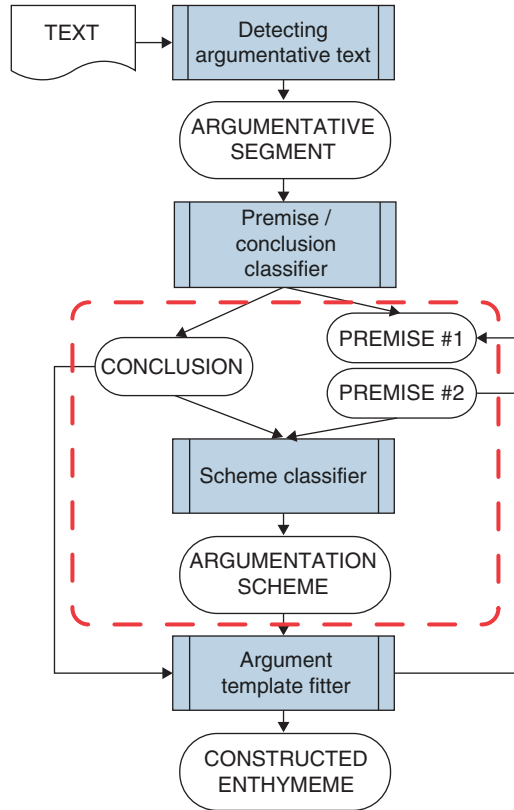 TEXT
Detecting
argumentative text
ARGUMENTATIVE
SEGMENT
Premise /
conclusion
classifier
PREMISE #1
CONCLUSION
PREMISE #2
Scheme classifier
ARGUMENTATION
SCHEME
Argument
template fitter
CONSTRUCTED
ENTHYMEME